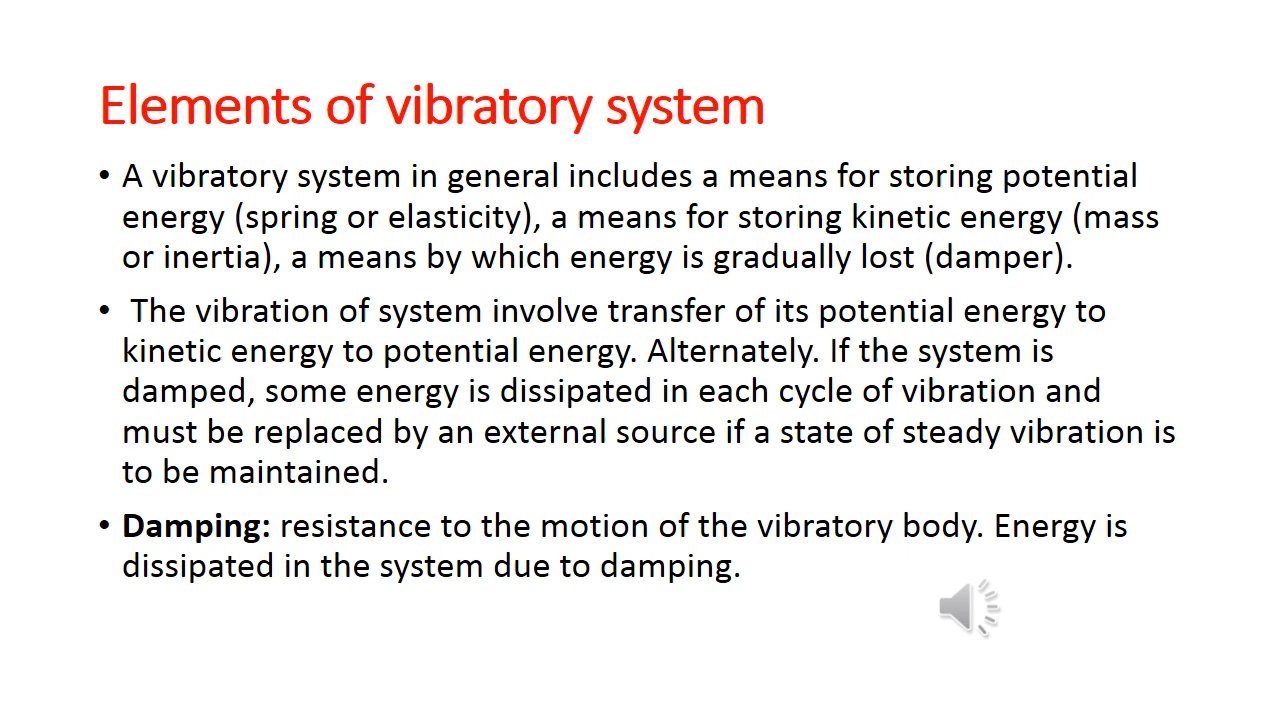 Elements of vibratory system
• A vibratory system in general includes a means for storing potential
energy (spring or elasticity), a means for storing kinetic energy (mass
or inertia), a means by which energy is gradually lost (damper).
• The vibration of system involve transfer of its potential energy to
kinetic energy to potential energy. Alternately. If the system is
damped, some energy is dissipated in each cycle of vibration and
must be replaced by an external source if a state of steady vibration is
to be maintained.
• Damping: resistance to the motion of the vibratory body. Energy is
dissipated in the system due to damping.